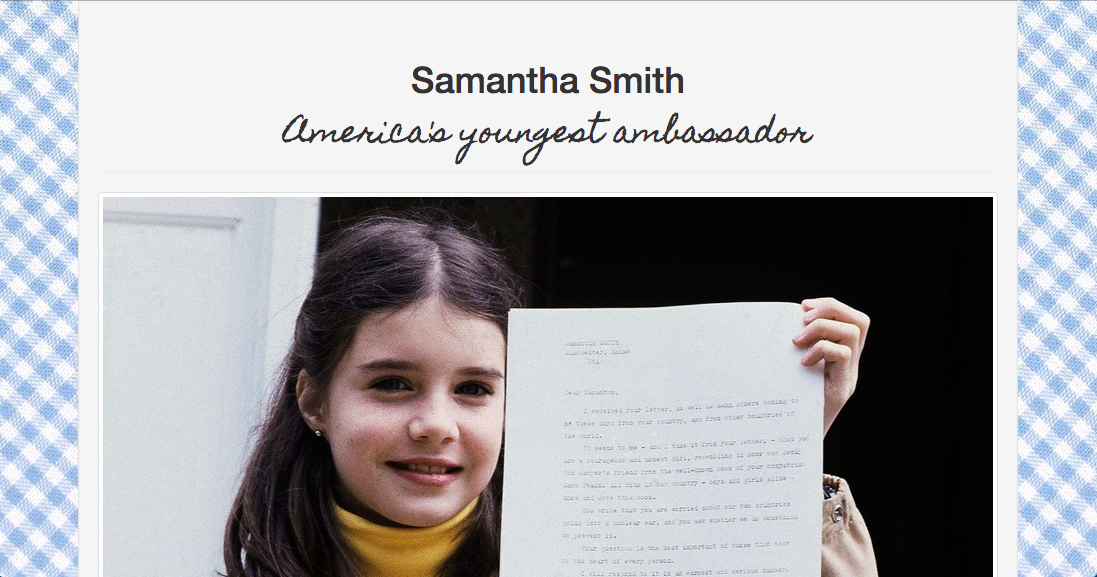 Samantha Smith
America's youngest ambassador
Samantha SMITH
Manchester, Maine
USA
Dear Samantha,
I received your letter, as well as many others coming to
me these days from your country, and from other countries of
the world.
It seems to me - and I take it from your letter, - that yo
are a courageous and honest girl, resembling in some way
Tom Sawyer's friend from the well-known book of your compatrio
Mark Twain. All kids in our country - boys and girls alike -
know and love this book.
You write that you are worried about our two countries
going into a nuclear war, and you ask whether we do something
to prevent it.
Your question is the most important of those that take
to the heart of every person.
I will respond to it in an earnest and serious manner.